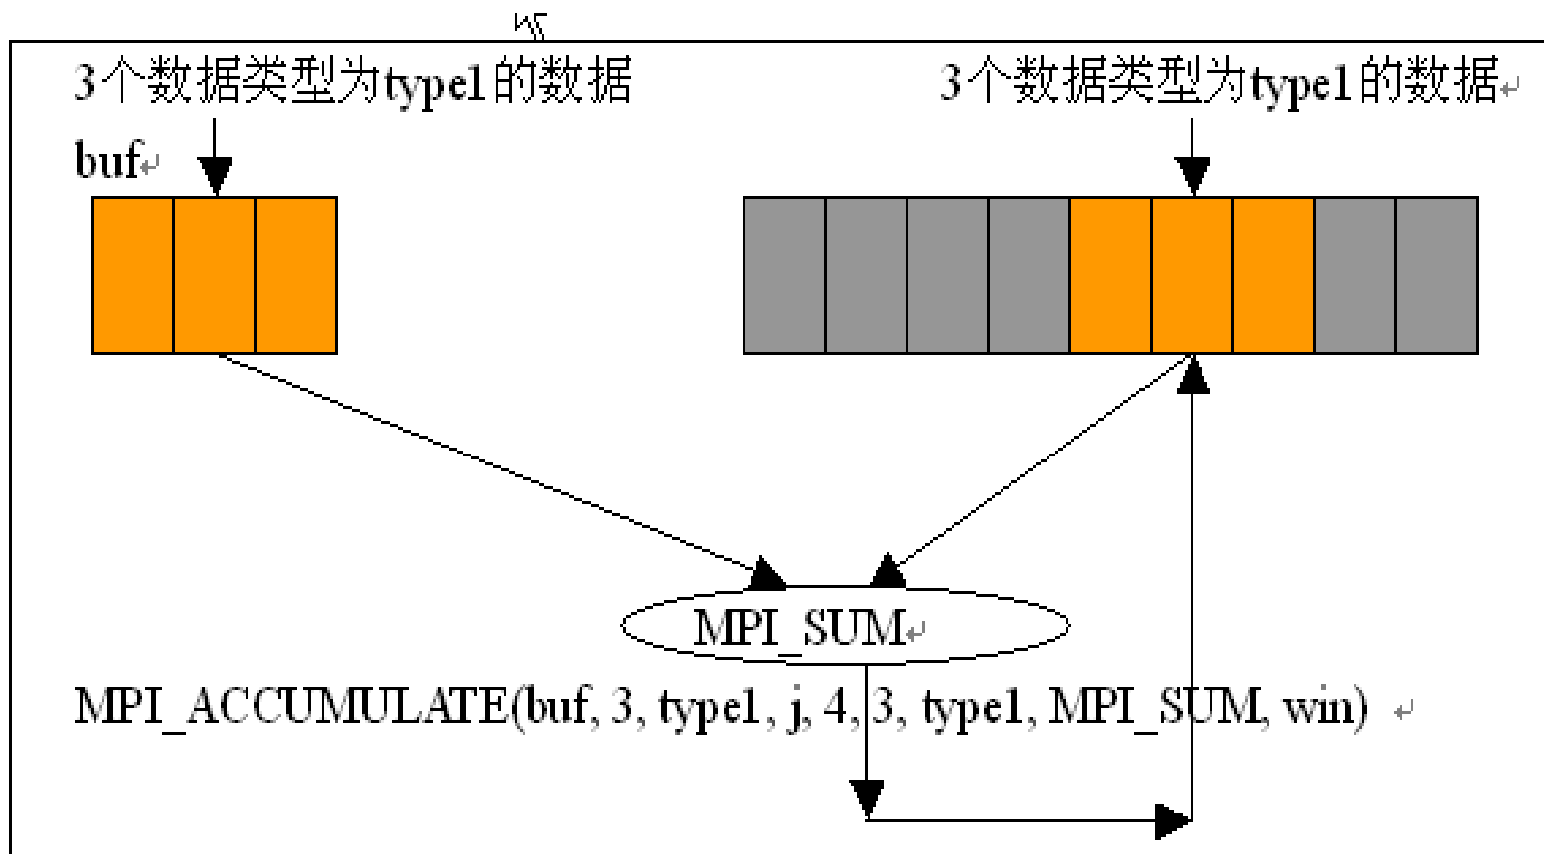 3个数据类型为type1的数据
3个数据类型为type1的数据
buf
MPI_SUM
MPI_ACCUMULATE(buf, 3, type1, j, 4, 3, type1, MPI_SUM, win)